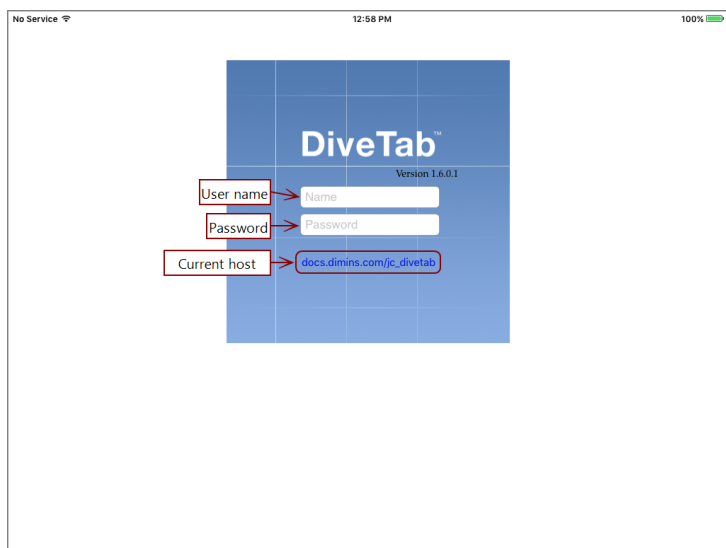 No Service 12:58 PM 100%
DiveTab™
Version 1.6.0.1
User name Name
Password Password
Current host docs.dimins.com/jc_divetab